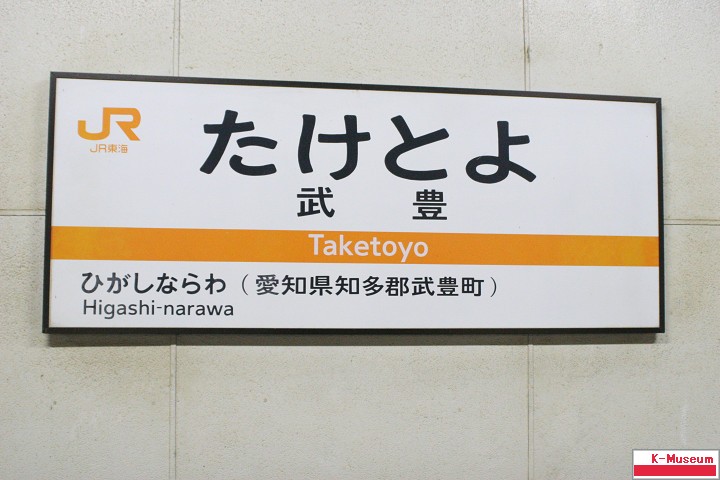 JR
JR東海
たけとよ
武豊
Taketoyo
ひがしならわ（愛知県知多郡武豊町）
Higashi-narawa
K-Museum